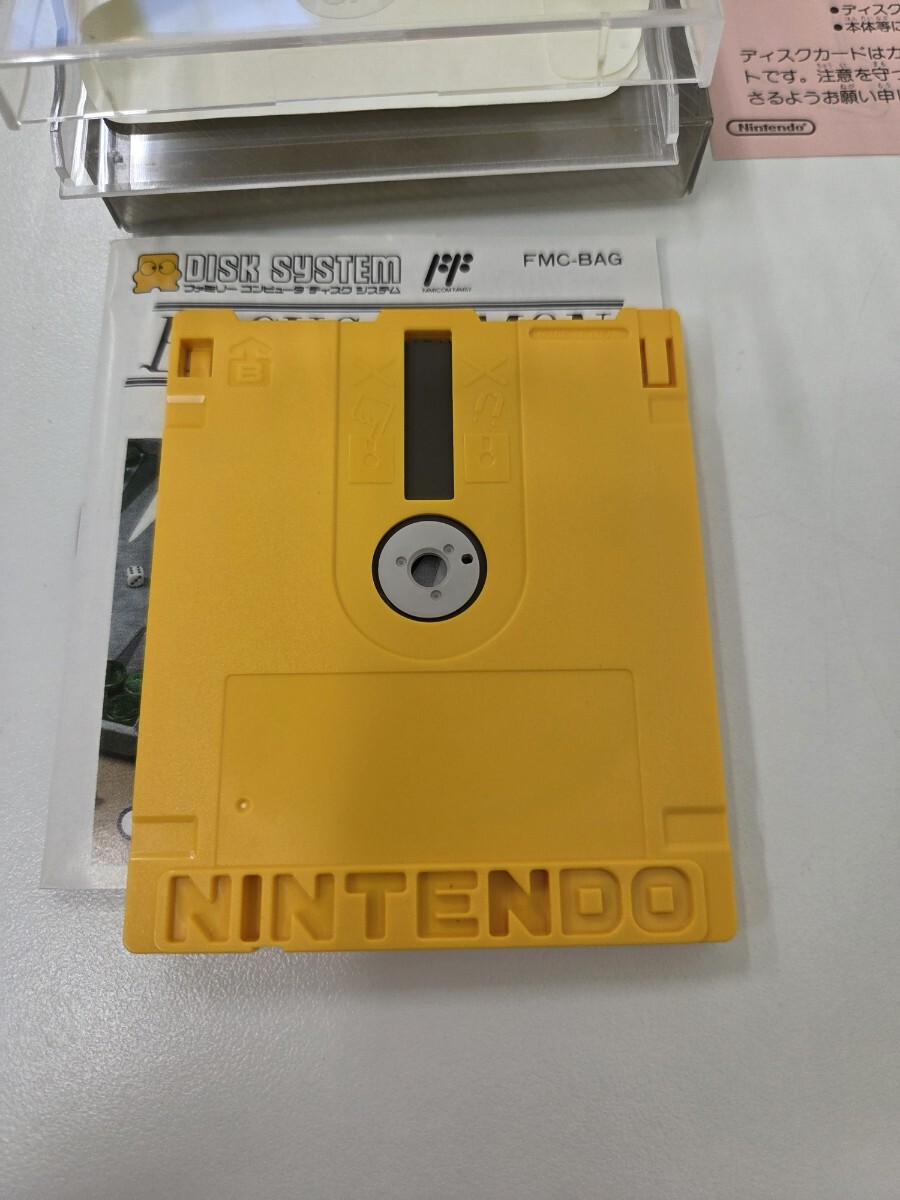 ●ディスク
●本体等に
ディスクカードはカ
トです。注意を守っ
さるようお願い申し
Nintendo®
DISK SYSTEM
ファミリー コンピュータ ディスク システム
FAMICOM FAMILY
FMC-BAG
B
NINTENDO